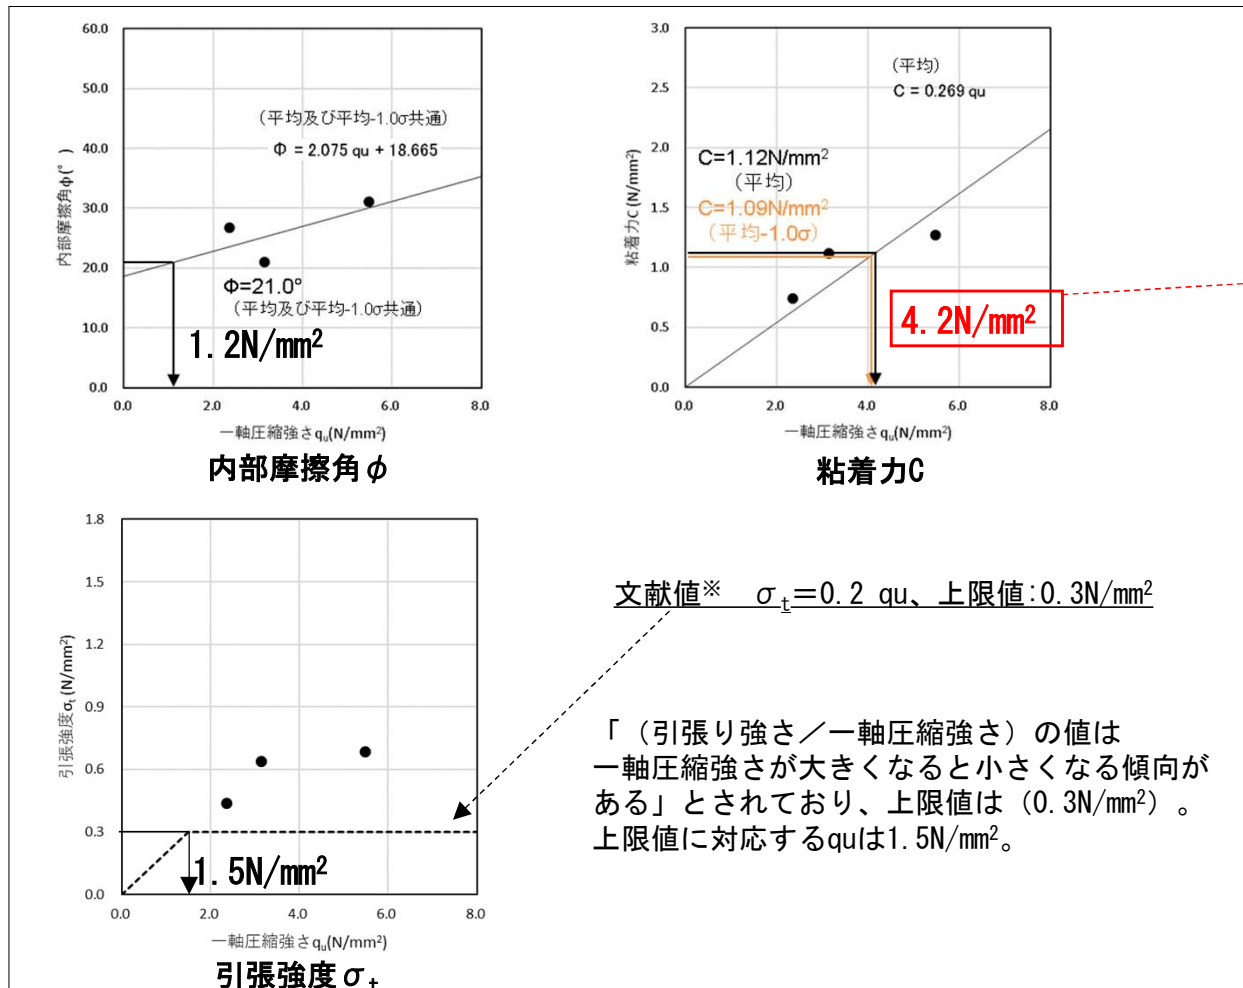 60.0
50.0
40.0
30.0
20.0
10.0
0.0
内部摩擦角φ(°)
(平均及び平均-1.0σ共通)
Φ = 2.075 qu + 18.665
Φ=21.0°
(平均及び平均-1.0σ共通)
1.2N/mm²
0.0 2.0 4.0 6.0 8.0
一軸圧縮強さqᵤ(N/mm²)
内部摩擦角φ
3.0
2.5
2.0
1.5
1.0
0.5
0.0
粘着力C(N/mm²)
(平均)
C = 0.269 qu
C=1.12N/mm²
(平均)
C=1.09N/mm²
(平均-1.0σ)
4.2N/mm²
0.0 2.0 4.0 6.0 8.0
一軸圧縮強さqᵤ(N/mm²)
粘着力C
1.8
1.5
1.2
0.9
0.6
0.3
0.0
引張強度σₜ(N/mm²)
1.5N/mm²
0.0 2.0 4.0 6.0 8.0
一軸圧縮強さqᵤ(N/mm²)
引張強度σₜ
文献値※ σₜ=0.2 qu、上限値:0.3N/mm²
「(引張り強さ/一軸圧縮強さ)の値は
一軸圧縮強さが大きくなると小さくなる傾向が
ある」とされており、上限値は(0.3N/mm²)。
上限値に対応するquは1.5N/mm²。